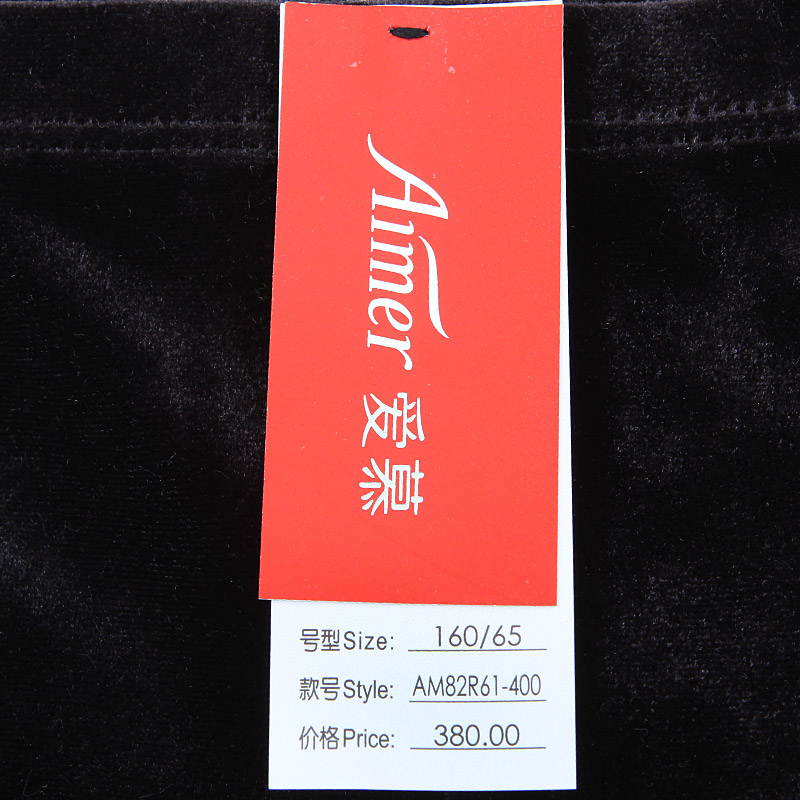 Aimer 爱慕
号型Size: 160/65
款号Style: AM82R61-400
价格Price: 380.00